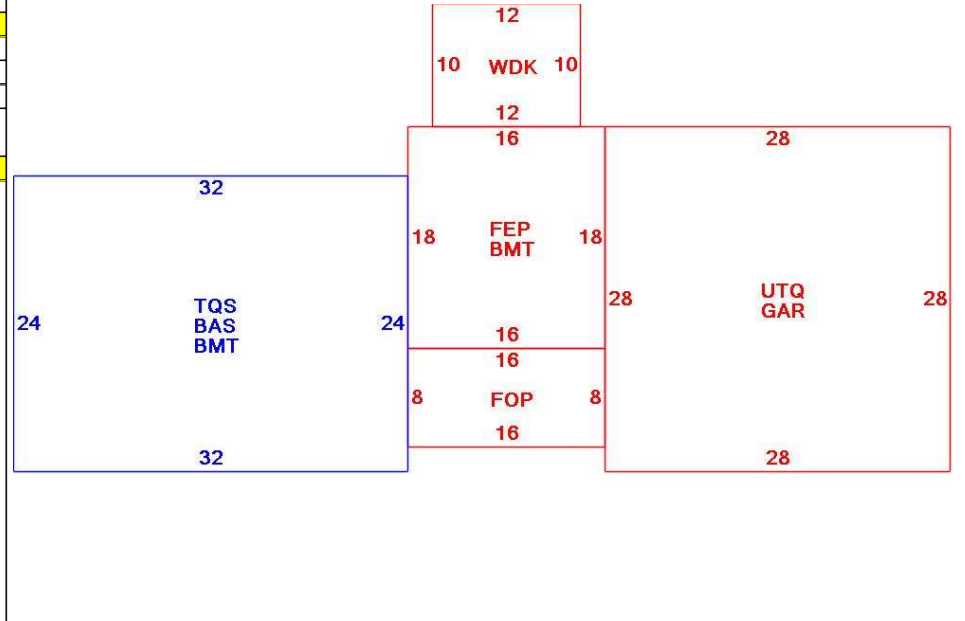 12
10 WDK 10
12
16
28
32
18 FEP 18
BMT
28 UTQ 28
GAR
24 TQS 24
BAS
BMT
16
16
8 FOP 8
16
32
28